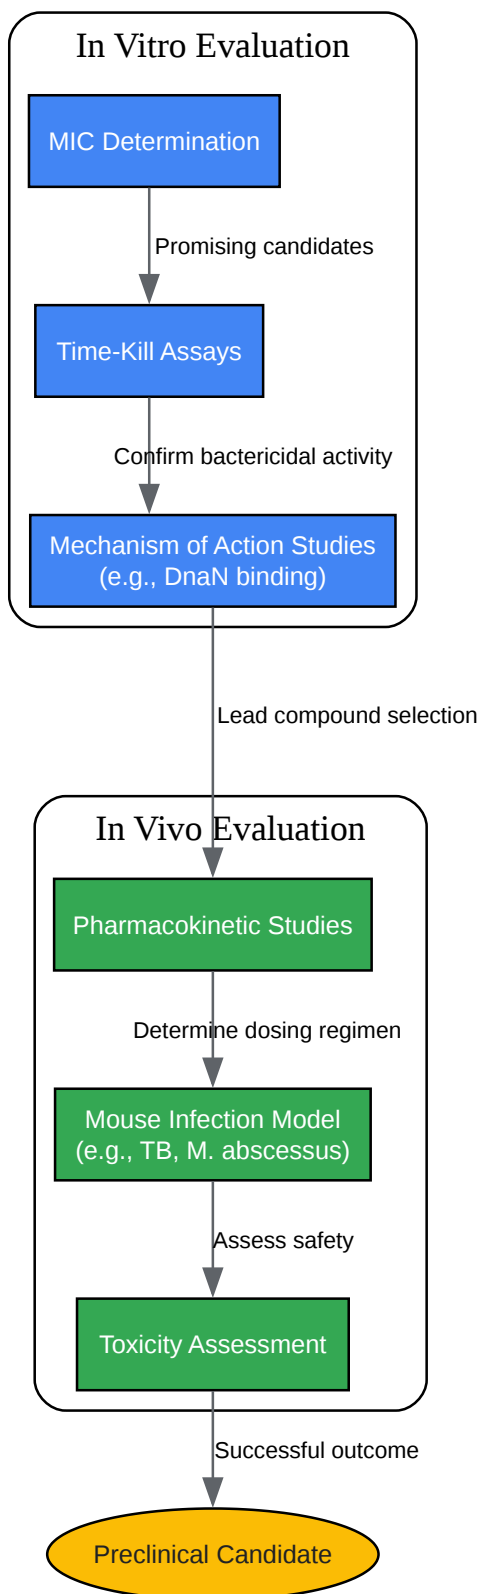 In Vitro Evaluation
MIC Determination
Promising candidates
Time-Kill Assays
Confirm bactericidal activity
Mechanism of Action Studies
(e.g., DnaN binding)
Lead compound selection
In Vivo Evaluation
Pharmacokinetic Studies
Determine dosing regimen
Mouse Infection Model
(e.g., TB, M. abscessus)
Assess safety
Toxicity Assessment
Successful outcome
Preclinical Candidate